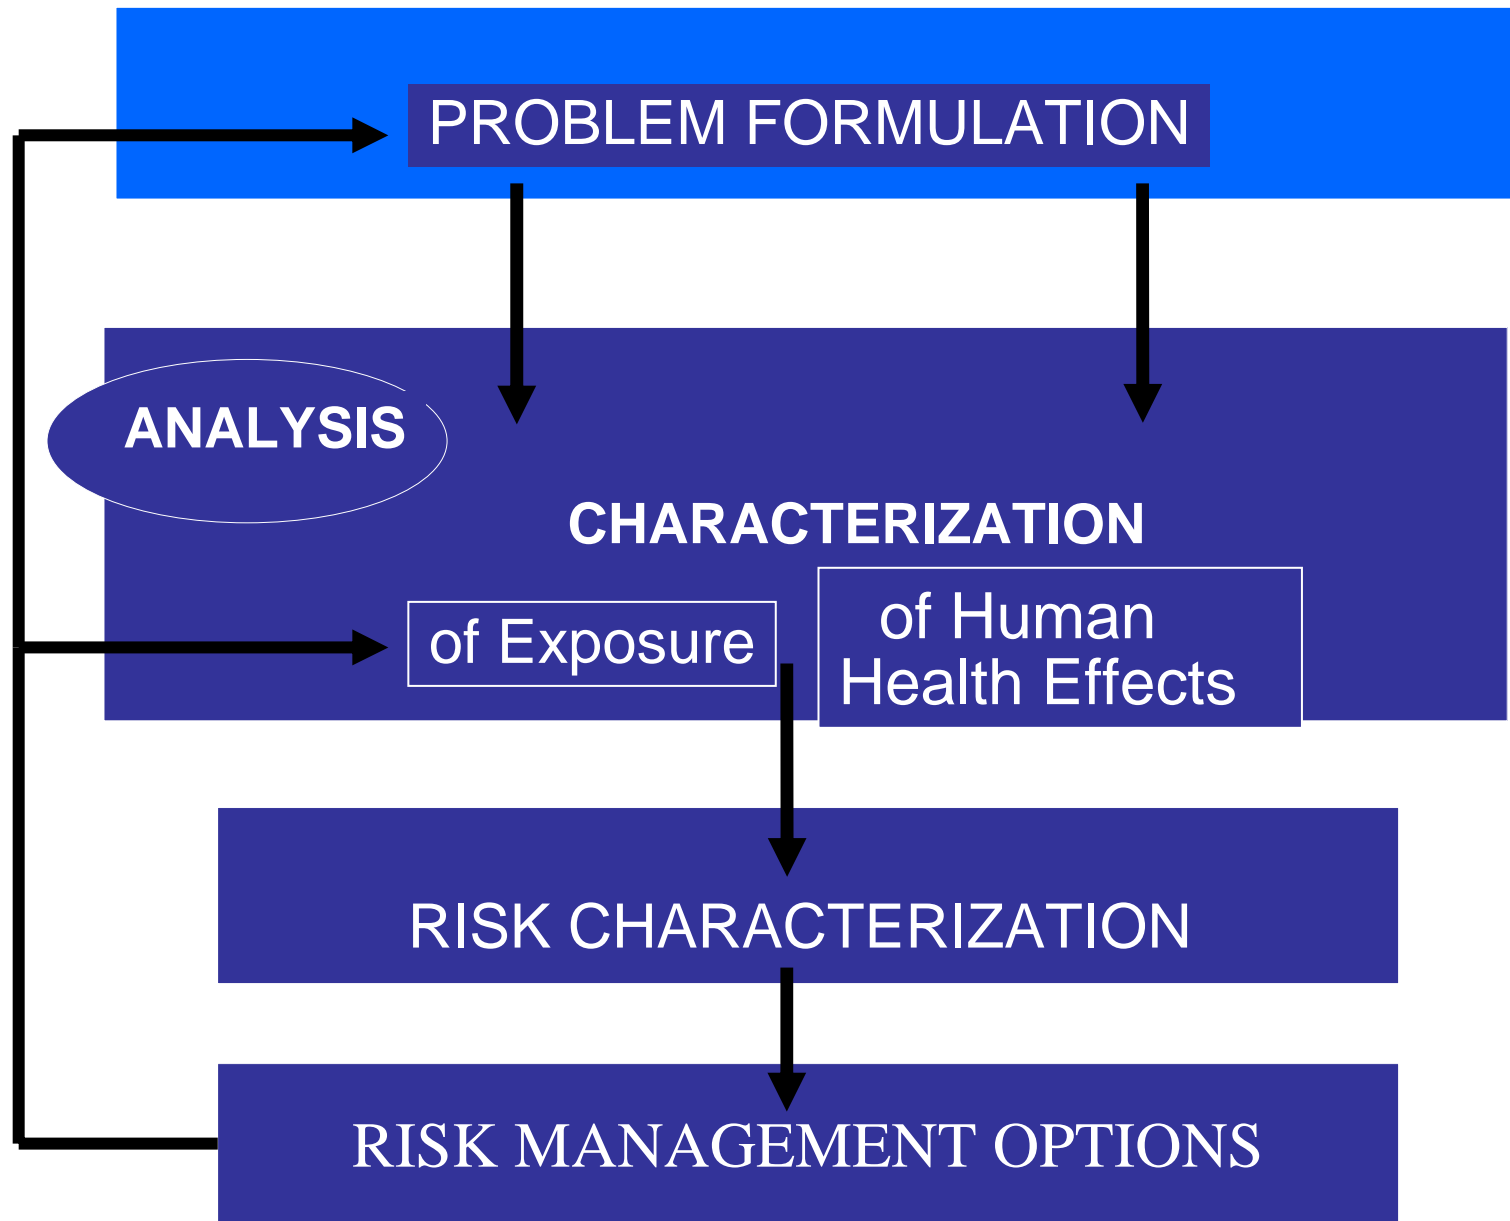 PROBLEM FORMULATION
ANALYSIS
CHARACTERIZATION
of Exposure
of Human
Health Effects
RISK CHARACTERIZATION
RISK MANAGEMENT OPTIONS